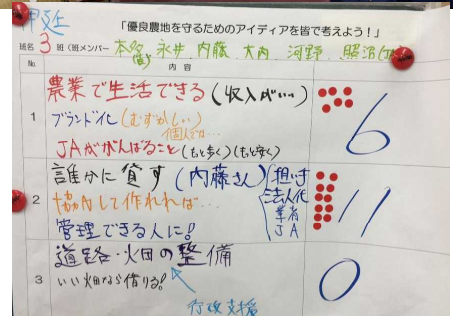 「優良農地を守るためのアイディアを皆で考えよう!」
班名 3 班(班メンバー 本多 永井 内藤 大内 河野 照沼
No. 内容
1
農業で生活できる(収入が…)
ブランド化(むずかしい)
個人では…
JAががんばること(もっと歩く)(もっと安く)
6
2
誰かに貸す(内藤さん)
協力して作れれば…
管理できる人に!
担い手
法人化
業者
JA
11
3
道路・畑の整備
いい畑なら借りる!
行政支援
0